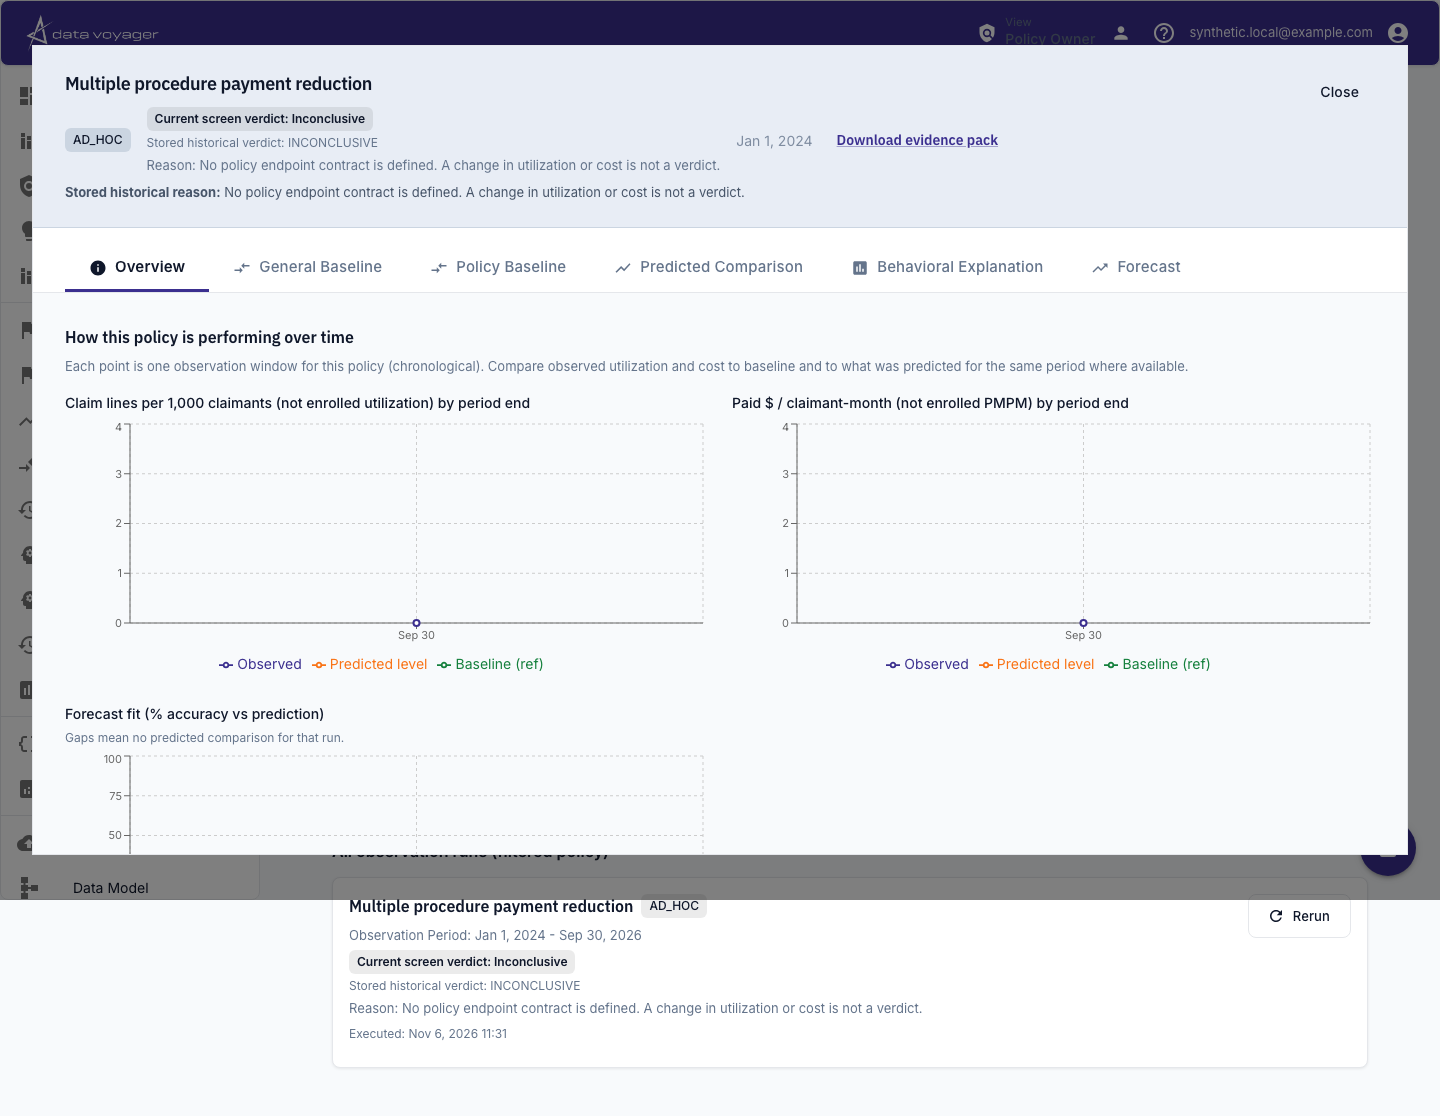 data voyager
View
Policy Owner
synthetic.local@example.com
Multiple procedure payment reduction
Close
AD_HOC
Current screen verdict: Inconclusive
Stored historical verdict: INCONCLUSIVE
Reason: No policy endpoint contract is defined. A change in utilization or cost is not a verdict.
Jan 1, 2024
Download evidence pack
Stored historical reason: No policy endpoint contract is defined. A change in utilization or cost is not a verdict.
Overview
General Baseline
Policy Baseline
Predicted Comparison
Behavioral Explanation
Forecast
How this policy is performing over time
Each point is one observation window for this policy (chronological). Compare observed utilization and cost to baseline and to what was predicted for the same period where available.
Claim lines per 1,000 claimants (not enrolled utilization) by period end
4
3
2
1
0
Sep 30
Observed
Predicted level
Baseline (ref)
Paid $ / claimant-month (not enrolled PMPM) by period end
4
3
2
1
0
Sep 30
Observed
Predicted level
Baseline (ref)
Forecast fit (% accuracy vs prediction)
Gaps mean no predicted comparison for that run.
100
75
50
All observation runs (filtered policy)
Data Model
Multiple procedure payment reduction
AD_HOC
Rerun
Observation Period: Jan 1, 2024 - Sep 30, 2026
Current screen verdict: Inconclusive
Stored historical verdict: INCONCLUSIVE
Reason: No policy endpoint contract is defined. A change in utilization or cost is not a verdict.
Executed: Nov 6, 2026 11:31